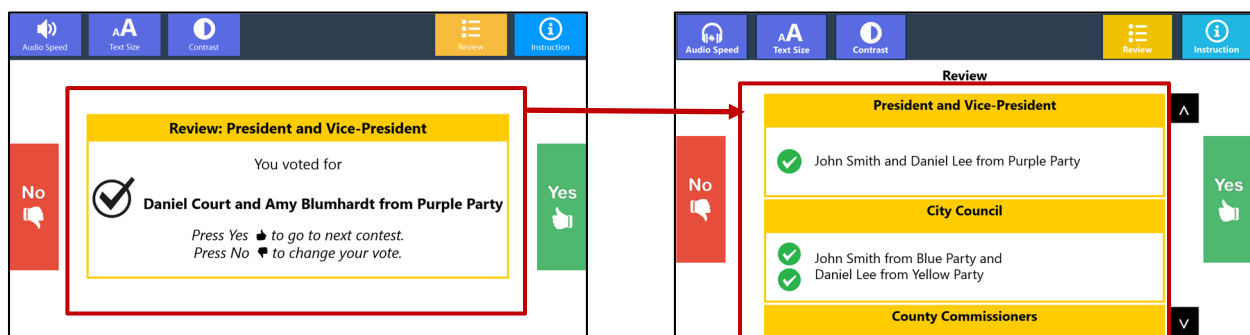 Audio Speed
AA Text Size
Contrast
Review
i Instruction
Review: President and Vice-President
You voted for
Daniel Court and Amy Blumhardt from Purple Party
Press Yes to go to next contest.
Press No to change your vote.
No
Yes
Audio Speed
AA Text Size
Contrast
Review
i Instruction
Review
President and Vice-President
John Smith and Daniel Lee from Purple Party
City Council
John Smith from Blue Party and
Daniel Lee from Yellow Party
County Commissioners
No
Yes